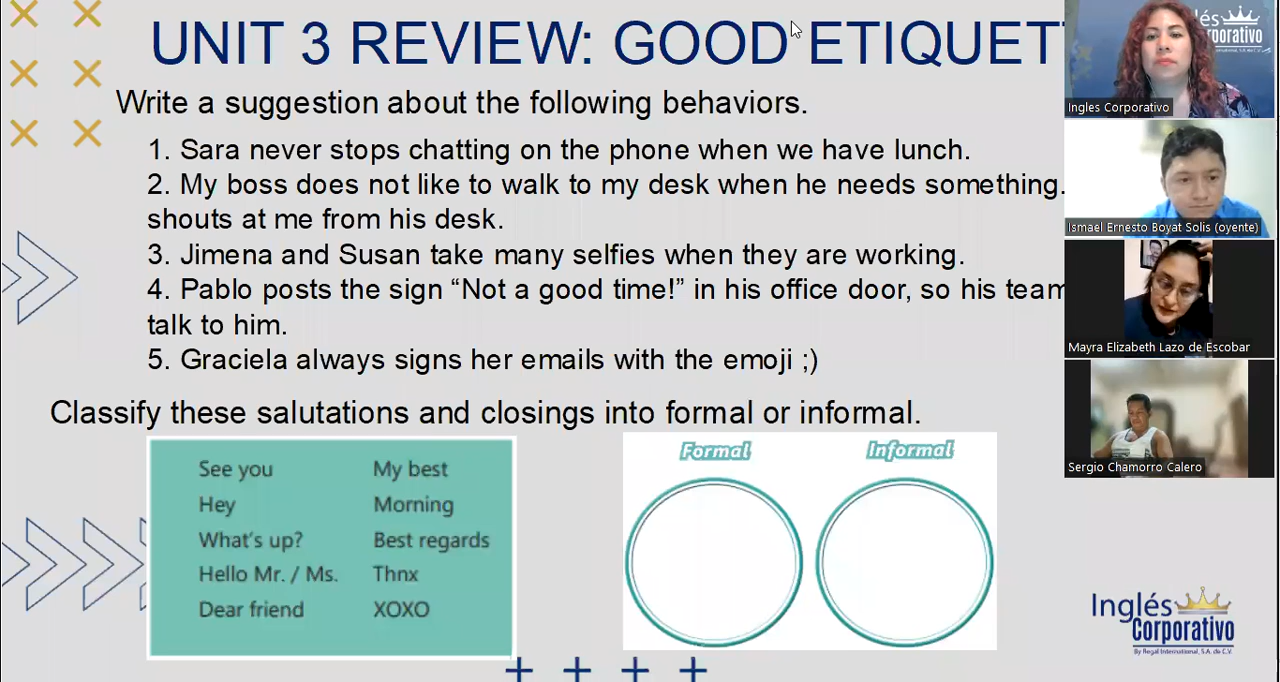 UNIT 3 REVIEW: GOOD ETIQUET
Write a suggestion about the following behaviors.
1. Sara never stops chatting on the phone when we have lunch.
2. My boss does not like to walk to my desk when he needs something.
shouts at me from his desk.
3. Jimena and Susan take many selfies when they are working.
4. Pablo posts the sign “Not a good time!” in his office door, so his team
talk to him.
5. Graciela always signs her emails with the emoji ;)
Classify these salutations and closings into formal or informal.
See you My best
Hey Morning
What's up? Best regards
Hello Mr. / Ms. Thnx
Dear friend XOXO
Formal Informal
Ingles Corporativo
Ismael Ernesto Boyat Solis (oyente)
Mayra Elizabeth Lazo de Escobar
Sergio Chamorro Calero
Inglés
Corporativo
By Regal International, S.A. de C.V.